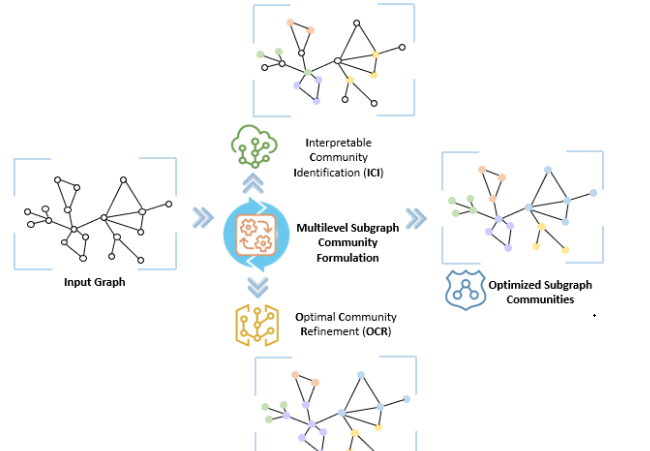 Interpretable
Community
Identification (ICI)
Input Graph
Multilevel Subgraph
Community
Formulation
Optimized Subgraph
Communities
Optimal Community
Refinement (OCR)